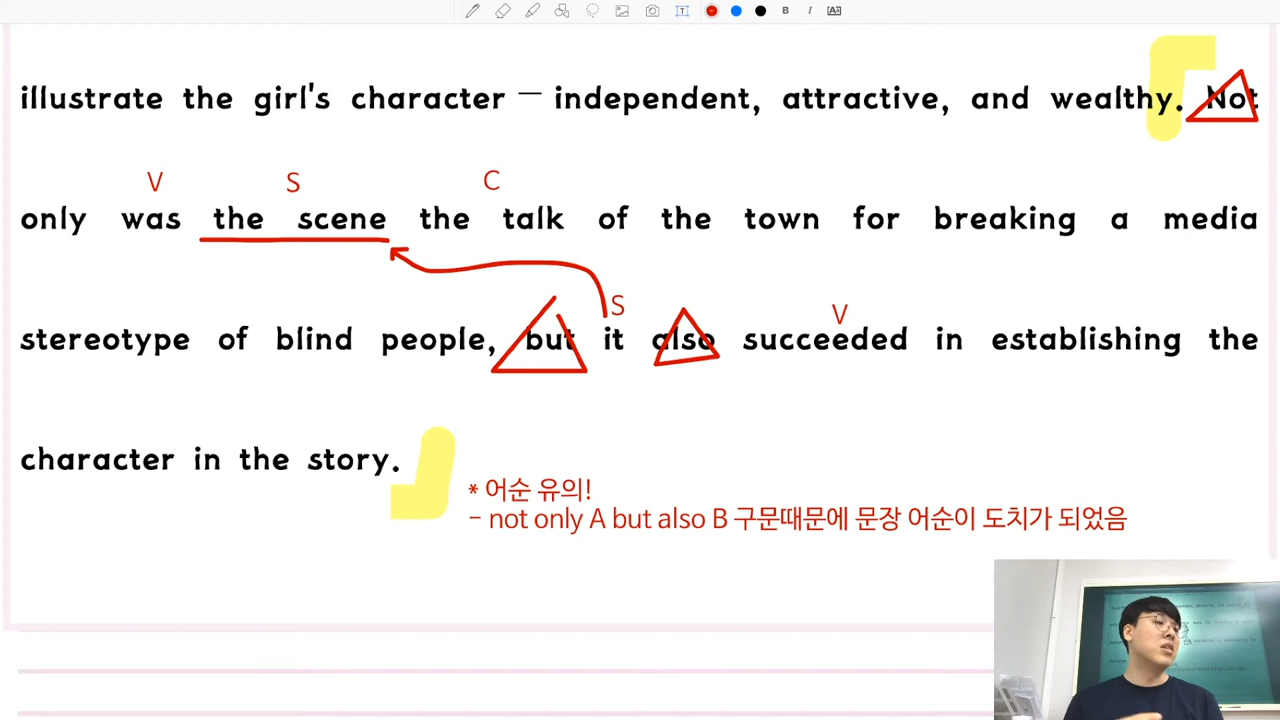 illustrate the girl's character — independent, attractive, and wealthy. Not
V S C
only was the scene the talk of the town for breaking a media
S V
stereotype of blind people, but it also succeeded in establishing the
character in the story.
* 어순 유의!
- not only A but also B 구문때문에 문장 어순이 도치가 되었음